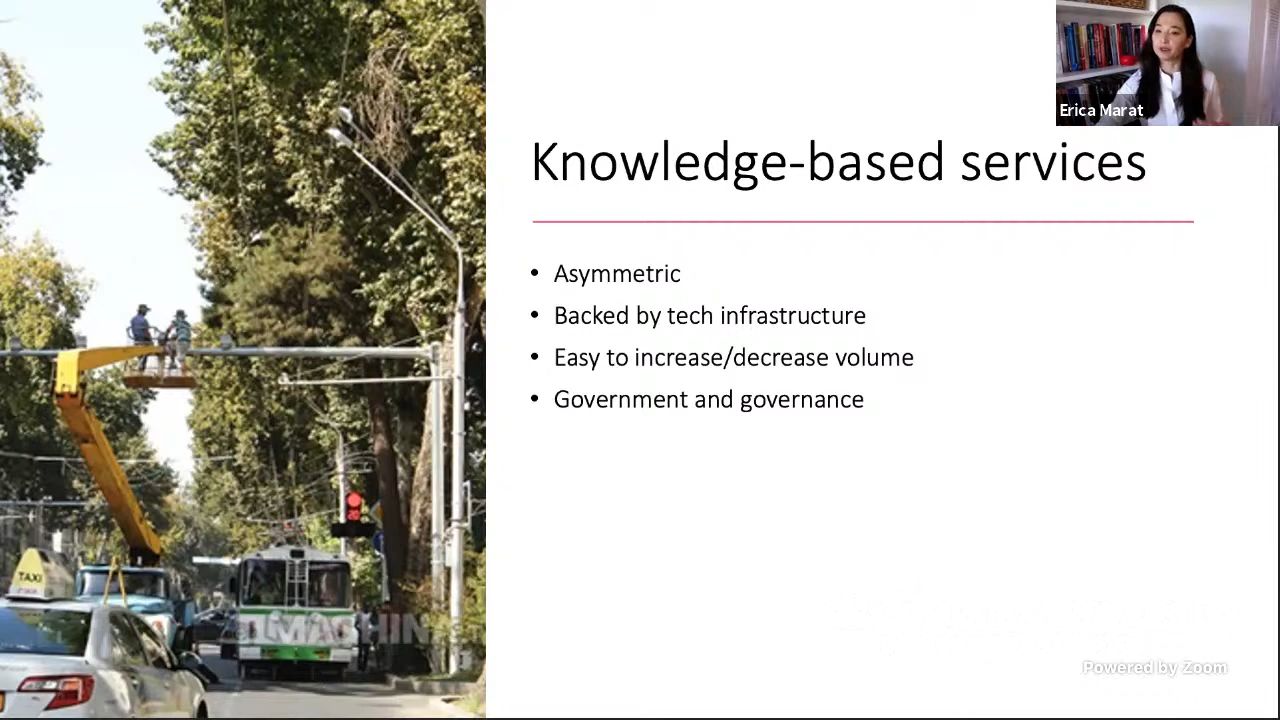 Erica Marat
Knowledge-based services
• Asymmetric
• Backed by tech infrastructure
• Easy to increase/decrease volume
• Government and governance
TAXI
Powered by Zoom